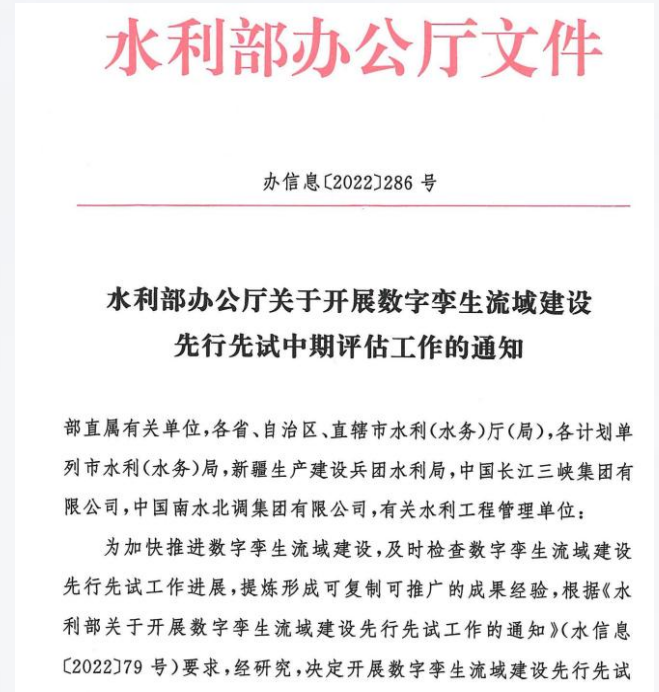 水利部办公厅文件
办信息〔2022〕286 号
水利部办公厅关于开展数字孪生流域建设
先行先试中期评估工作的通知
部直属有关单位,各省、自治区、直辖市水利(水务)厅(局),各计划单
列市水利(水务)局,新疆生产建设兵团水利局,中国长江三峡集团有
限公司,中国南水北调集团有限公司,有关水利工程管理单位:
为加快推进数字孪生流域建设,及时检查数字孪生流域建设
先行先试工作进展,提炼形成可复制可推广的成果经验,根据《水
利部关于开展数字孪生流域建设先行先试工作的通知》(水信息
〔2022〕79 号)要求,经研究,决定开展数字孪生流域建设先行先试